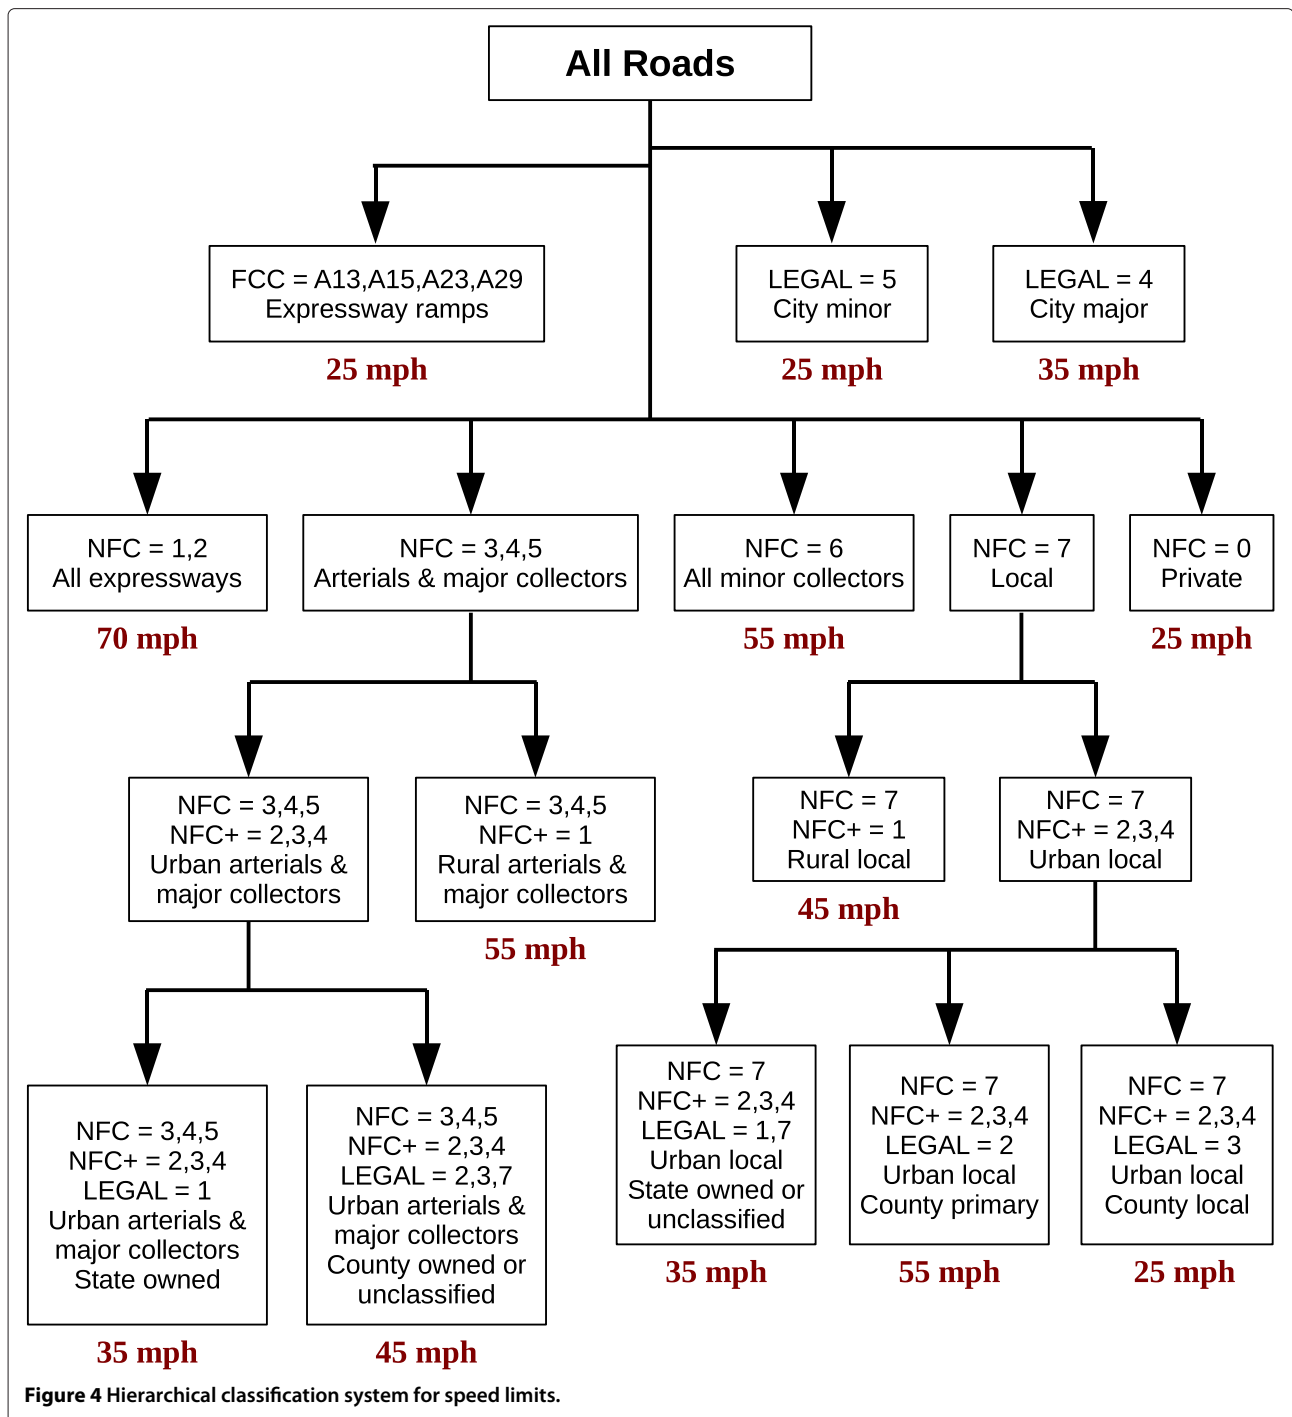 All Roads
FCC = A13,A15,A23,A29
Expressway ramps
25 mph
LEGAL = 5
City minor
25 mph
LEGAL = 4
City major
35 mph
NFC = 1,2
All expressways
70 mph
NFC = 3,4,5
Arterials & major collectors
NFC = 6
All minor collectors
55 mph
NFC = 7
Local
NFC = 0
Private
25 mph
NFC = 3,4,5
NFC+ = 2,3,4
Urban arterials &
major collectors
NFC = 3,4,5
NFC+ = 1
Rural arterials &
major collectors
55 mph
NFC = 7
NFC+ = 1
Rural local
45 mph
NFC = 7
NFC+ = 2,3,4
Urban local
NFC = 3,4,5
NFC+ = 2,3,4
LEGAL = 1
Urban arterials &
major collectors
State owned
35 mph
NFC = 3,4,5
NFC+ = 2,3,4
LEGAL = 2,3,7
Urban arterials &
major collectors
County owned or
unclassified
45 mph
NFC = 7
NFC+ = 2,3,4
LEGAL = 1,7
Urban local
State owned or
unclassified
35 mph
NFC = 7
NFC+ = 2,3,4
LEGAL = 2
Urban local
County primary
55 mph
NFC = 7
NFC+ = 2,3,4
LEGAL = 3
Urban local
County local
25 mph
Figure 4 Hierarchical classification system for speed limits.